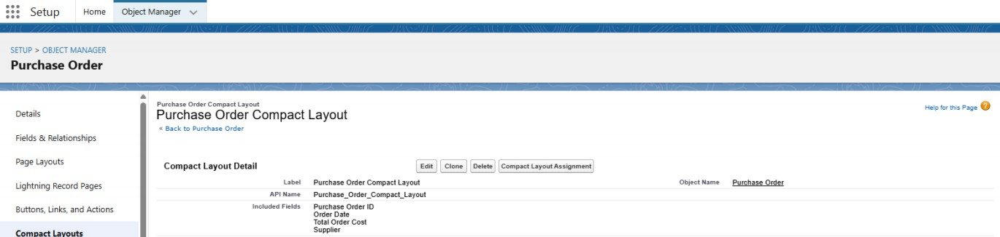 Setup Home Object Manager
SETUP > OBJECT MANAGER
Purchase Order
Details
Fields & Relationships
Page Layouts
Lightning Record Pages
Buttons, Links, and Actions
Compact Layouts
Purchase Order Compact Layout
Purchase Order Compact Layout
« Back to Purchase Order
Help for this Page ?
Compact Layout Detail Edit Clone Delete Compact Layout Assignment
Label Purchase Order Compact Layout Object Name Purchase Order
API Name Purchase_Order_Compact_Layout
Included Fields Purchase Order ID
Order Date
Total Order Cost
Supplier